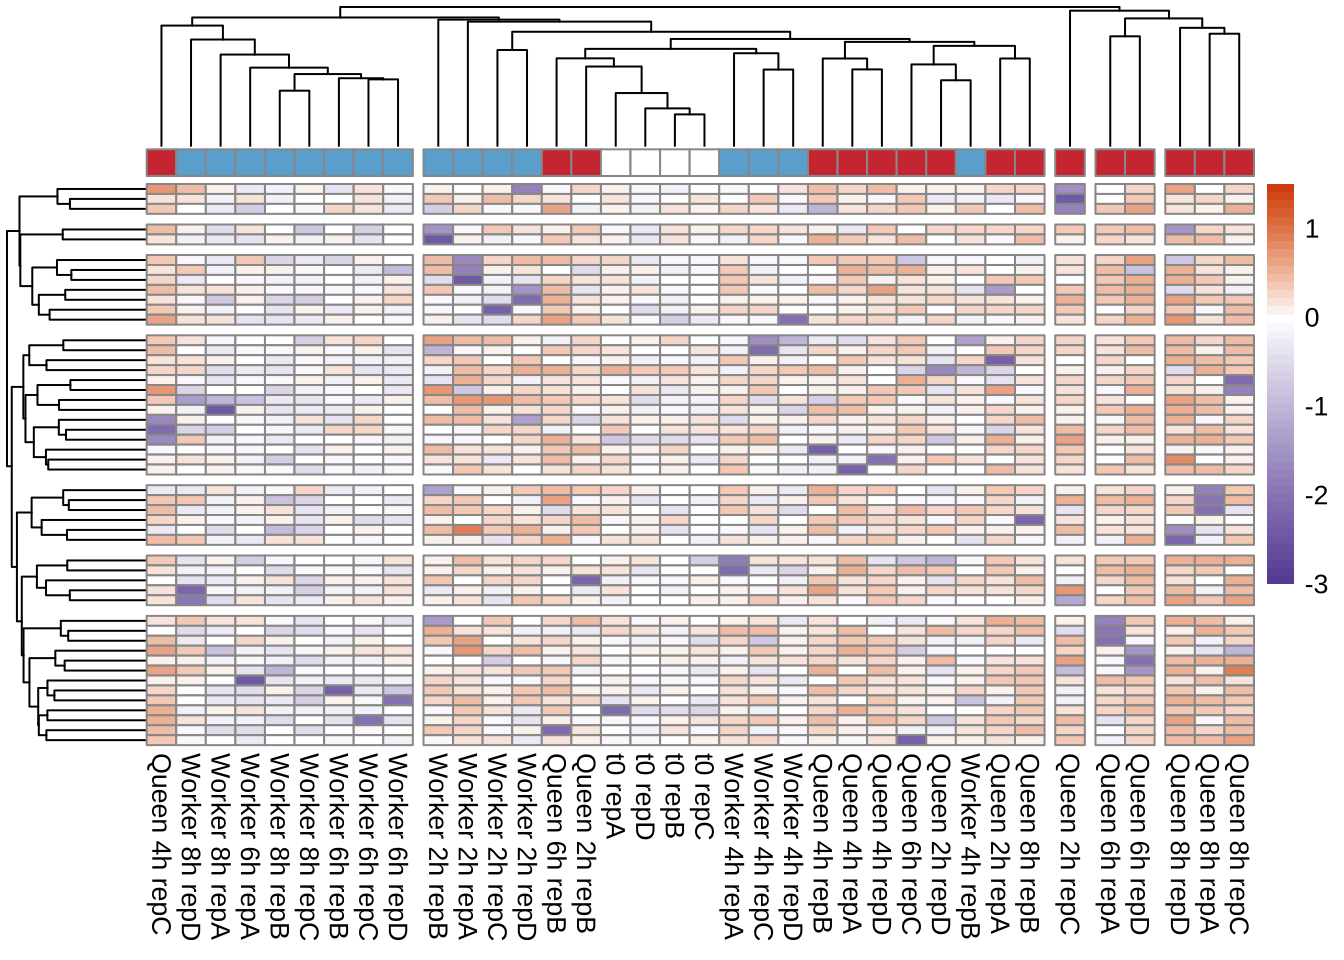 1
0
-1
-2
-3
Queen 4h repC
Worker 8h repD
Worker 8h repA
Worker 6h repA
Worker 8h repB
Worker 8h repC
Worker 6h repB
Worker 6h repC
Worker 6h repD
Worker 2h repB
Worker 2h repA
Worker 2h repC
Worker 2h repD
Queen 6h repB
Queen 2h repB
t0 repA
t0 repD
t0 repB
t0 repC
Worker 4h repA
Worker 4h repC
Worker 4h repD
Queen 4h repB
Queen 4h repA
Queen 4h repD
Queen 6h repC
Queen 2h repD
Worker 4h repB
Queen 2h repA
Queen 8h repB
Queen 2h repC
Queen 6h repA
Queen 6h repD
Queen 8h repD
Queen 8h repA
Queen 8h repC